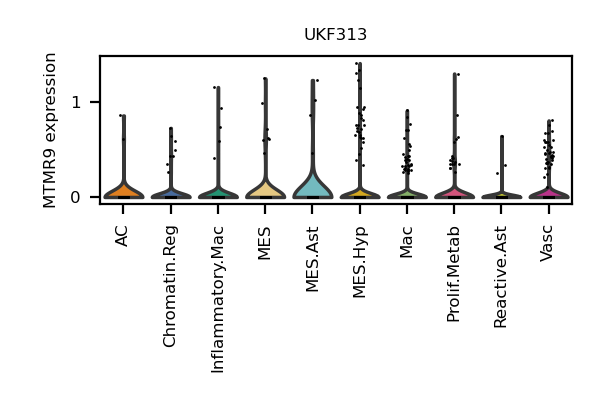 UKF313
MTMR9 expression
1
0
AC
Chromatin.Reg
Inflammatory.Mac
MES
MES.Ast
MES.Hyp
Mac
Prolif.Metab
Reactive.Ast
Vasc